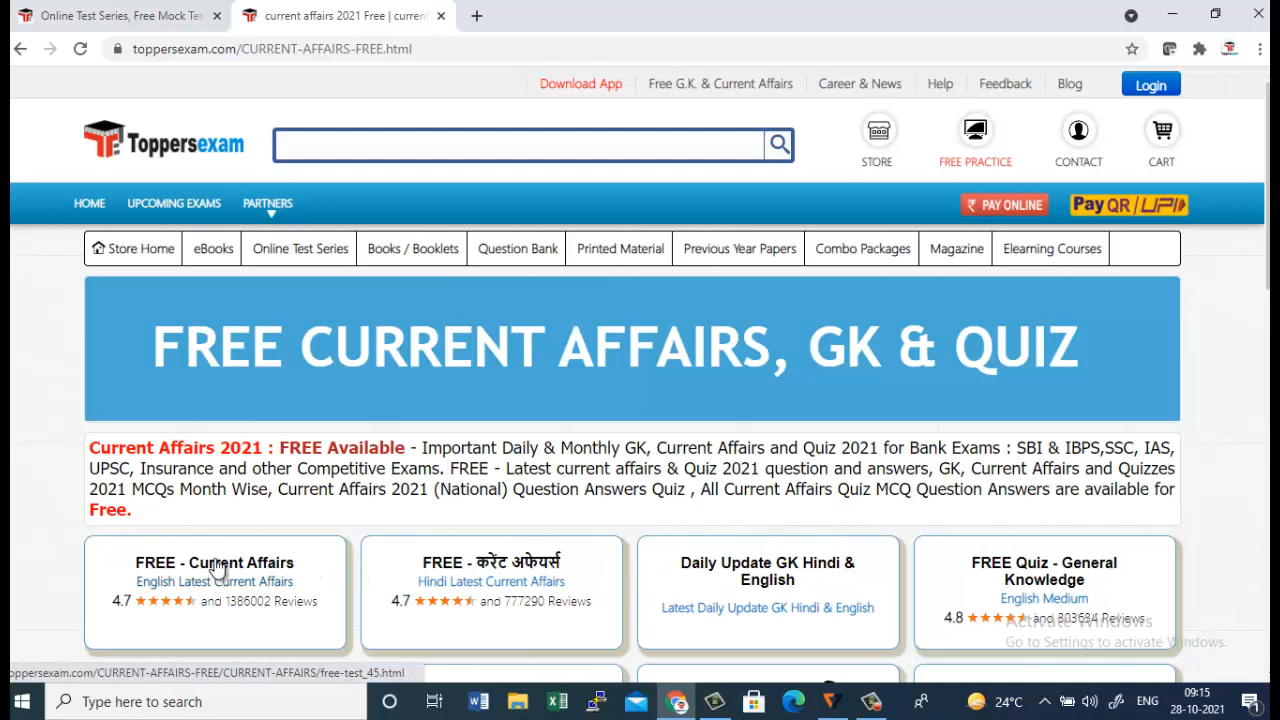 Online Test Series, Free Mock Tes
current affairs 2021 Free | current
toppersexam.com/CURRENT-AFFAIRS-FREE.html
Download App
Free G.K. & Current Affairs
Career & News
Help
Feedback
Blog
Login
Toppersexam
STORE
FREE PRACTICE
CONTACT
CART
HOME
UPCOMING EXAMS
PARTNERS
₹ PAY ONLINE
Pay QR/UPI
Store Home
eBooks
Online Test Series
Books / Booklets
Question Bank
Printed Material
Previous Year Papers
Combo Packages
Magazine
Elearning Courses
FREE CURRENT AFFAIRS, GK & QUIZ
Current Affairs 2021 : FREE Available - Important Daily & Monthly GK, Current Affairs and Quiz 2021 for Bank Exams : SBI & IBPS,SSC, IAS,
UPSC, Insurance and other Competitive Exams. FREE - Latest current affairs & Quiz 2021 question and answers, GK, Current Affairs and Quizzes
2021 MCQs Month Wise, Current Affairs 2021 (National) Question Answers Quiz , All Current Affairs Quiz MCQ Question Answers are available for
Free.
FREE - Current Affairs
English Latest Current Affairs
4.7 and 1386002 Reviews
FREE - करेंट अफेयर्स
Hindi Latest Current Affairs
4.7 and 777290 Reviews
Daily Update GK Hindi &
English
Latest Daily Update GK Hindi & English
FREE Quiz - General
Knowledge
English Medium
4.8 and 303634 Reviews
Activate Windows
Go to Settings to activate Windows.
oppersexam.com/CURRENT-AFFAIRS-FREE/CURRENT-AFFAIRS/free-test_45.html
Type here to search
24°C
ENG
09:15
28-10-2021